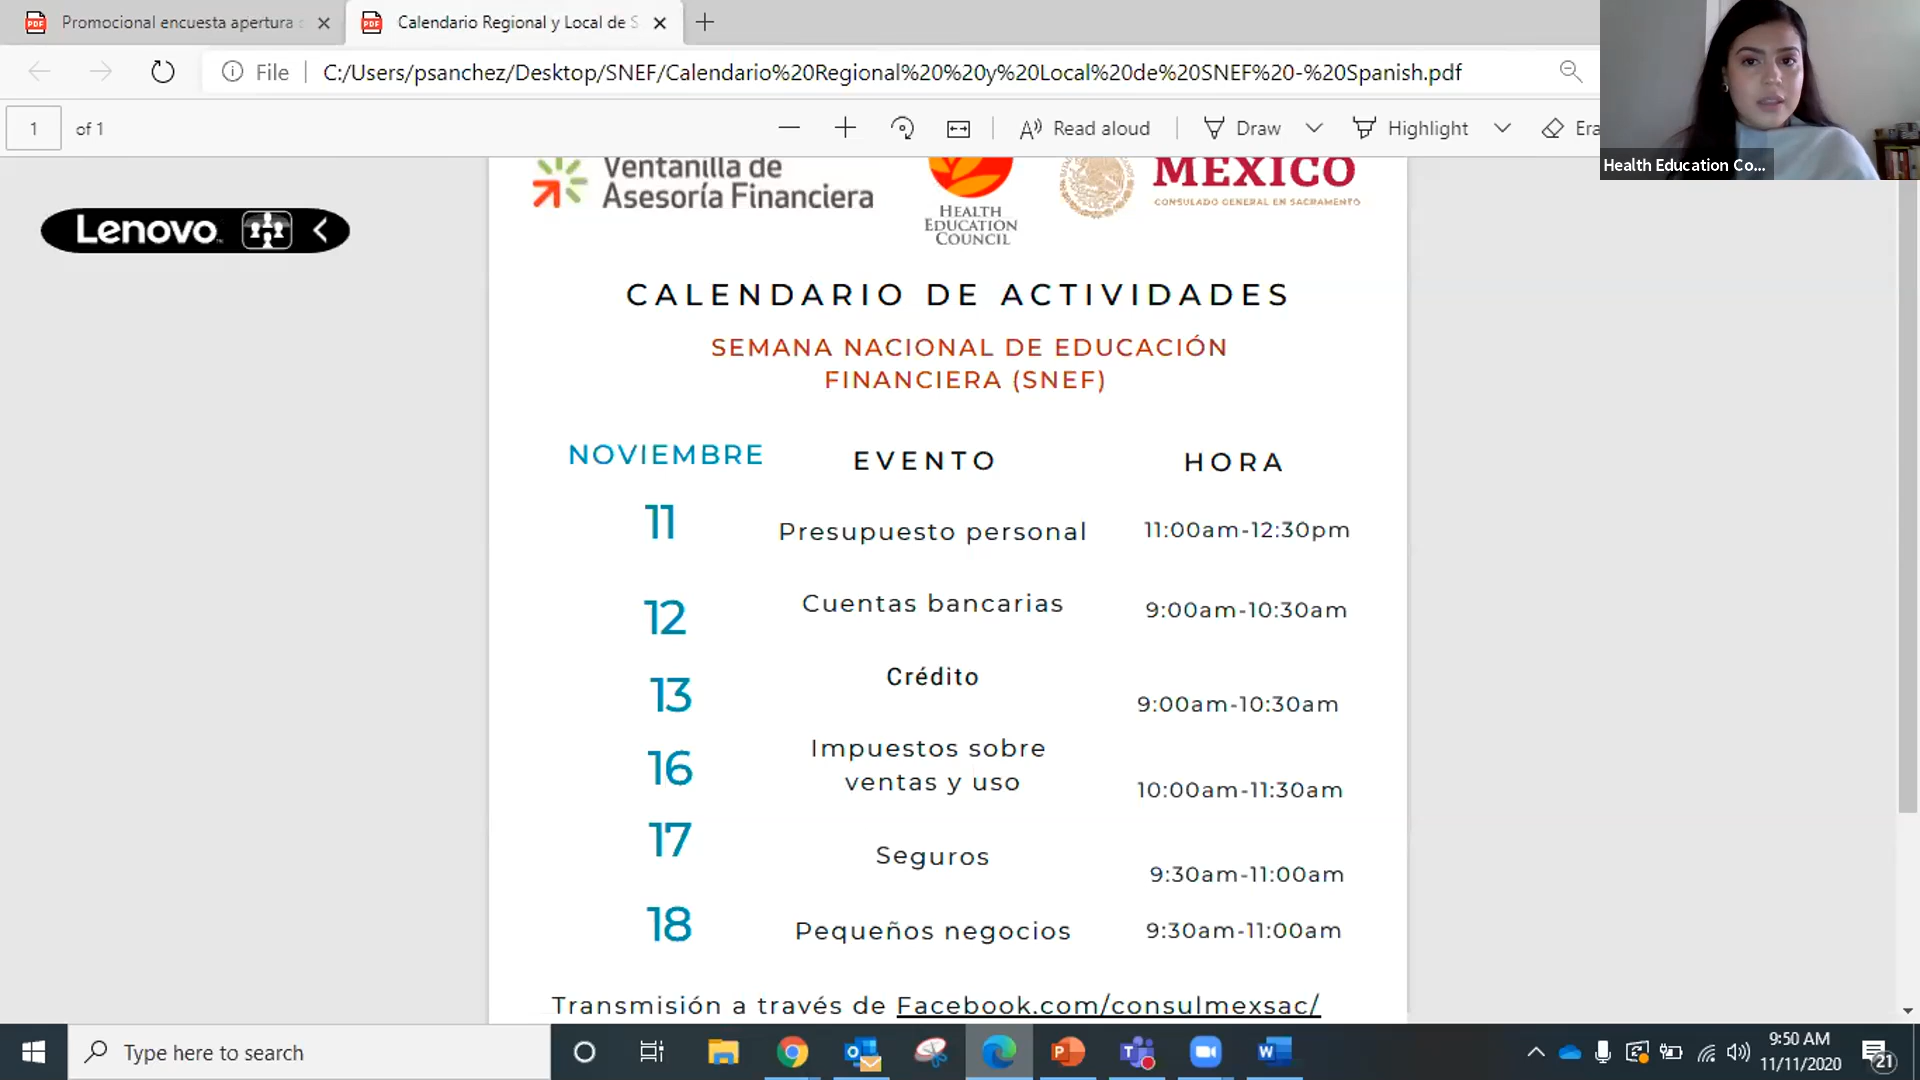 Promocional encuesta apertura
Calendario Regional y Local de S
File
C:/Users/psanchez/Desktop/SNEF/Calendario%20Regional%20%20y%20Local%20de%20SNEF%20-%20Spanish.pdf
1 of 1
Read aloud
Draw
Highlight
Era
Health Education Co...
Lenovo
Ventanilla de
Asesoría Financiera
HEALTH
EDUCATION
COUNCIL
MÉXICO
CONSULADO GENERAL EN SACRAMENTO
CALENDARIO DE ACTIVIDADES
SEMANA NACIONAL DE EDUCACIÓN
FINANCIERA (SNEF)
NOVIEMBRE EVENTO HORA
11 Presupuesto personal 11:00am-12:30pm
12 Cuentas bancarias 9:00am-10:30am
13 Crédito 9:00am-10:30am
16 Impuestos sobre
ventas y uso 10:00am-11:30am
17 Seguros 9:30am-11:00am
18 Pequeños negocios 9:30am-11:00am
Transmisión a través de Facebook.com/consulmexsac/
Type here to search
9:50 AM
11/11/2020
21